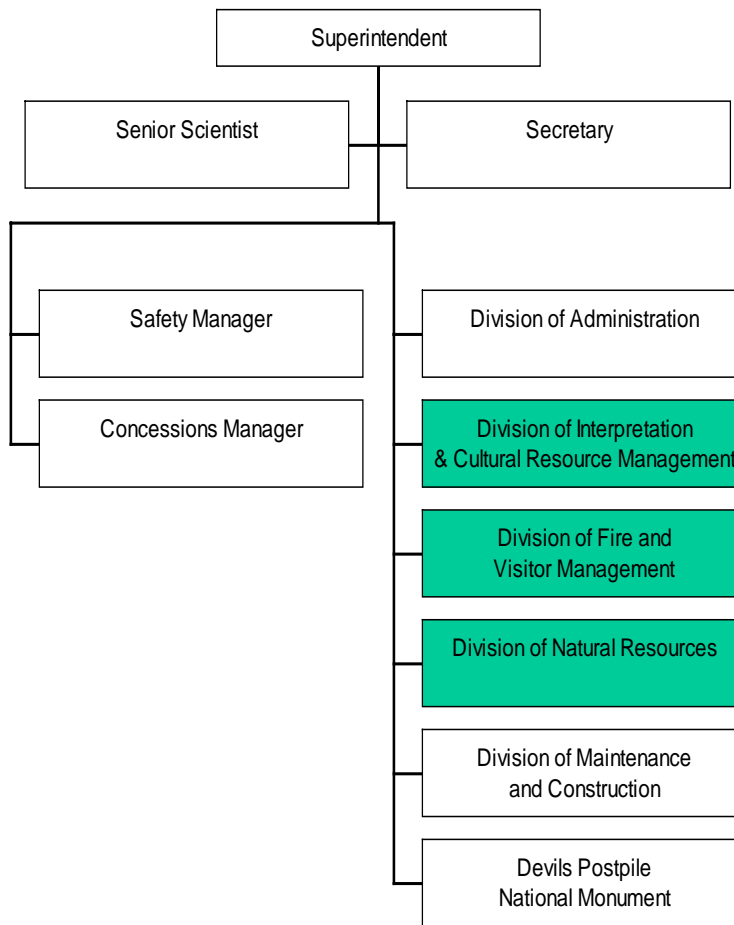 Superintendent
Senior Scientist
Secretary
Safety Manager
Concessions Manager
Division of Administration
Division of Interpretation
& Cultural Resource Management
Division of Fire and
Visitor Management
Division of Natural Resources
Division of Maintenance
and Construction
Devils Postpile
National Monument